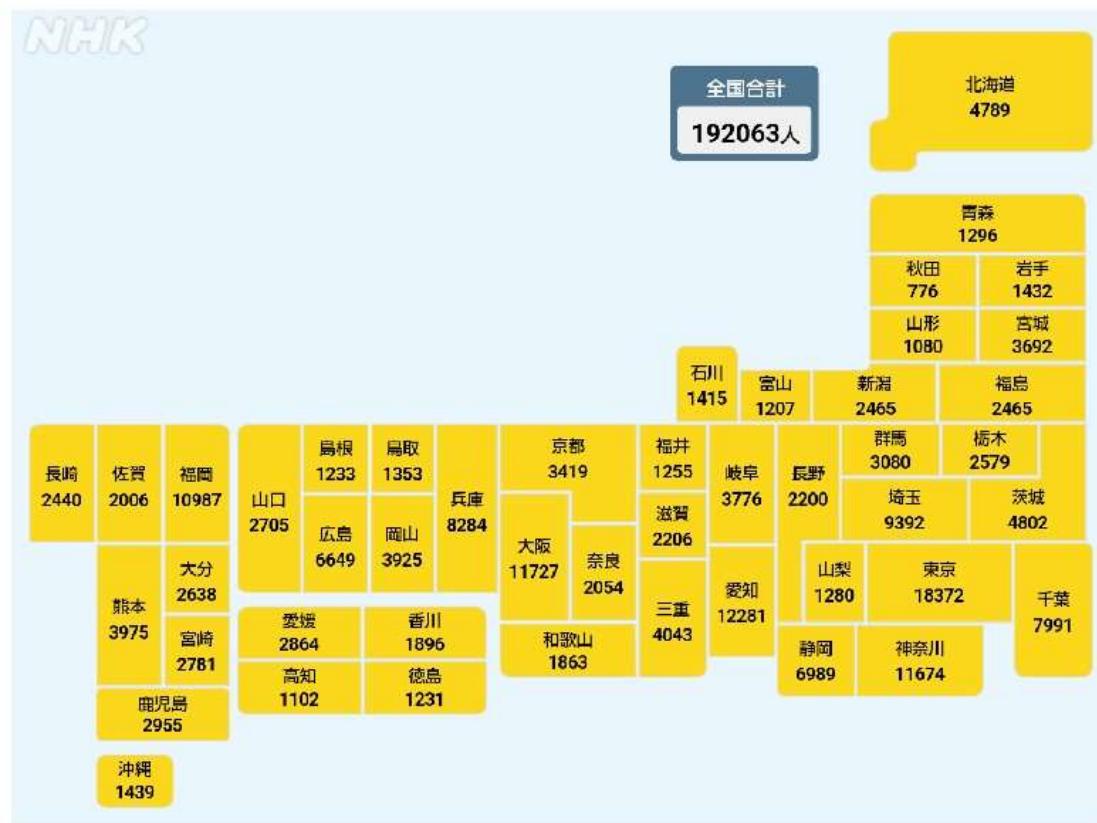 NHK
全国合計
192063人
北海道
4789
青森
1296
秋田
776
岩手
1432
山形
1080
宮城
3692
石川
1415
富山
1207
新潟
2465
福島
2465
長崎
2440
佐賀
2006
福岡
10987
山口
2705
島根
1233
鳥取
1353
兵庫
8284
京都
3419
福井
1255
岐阜
3776
長野
2200
群馬
3080
栃木
2579
埼玉
9392
茨城
4802
広島
6649
岡山
3925
大阪
11727
奈良
2054
滋賀
2206
熊本
3975
大分
2638
宮崎
2781
愛媛
2864
香川
1896
高知
1102
徳島
1231
和歌山
1863
三重
4043
愛知
12281
山梨
1280
東京
18372
千葉
7991
静岡
6989
神奈川
11674
鹿児島
2955
沖縄
1439